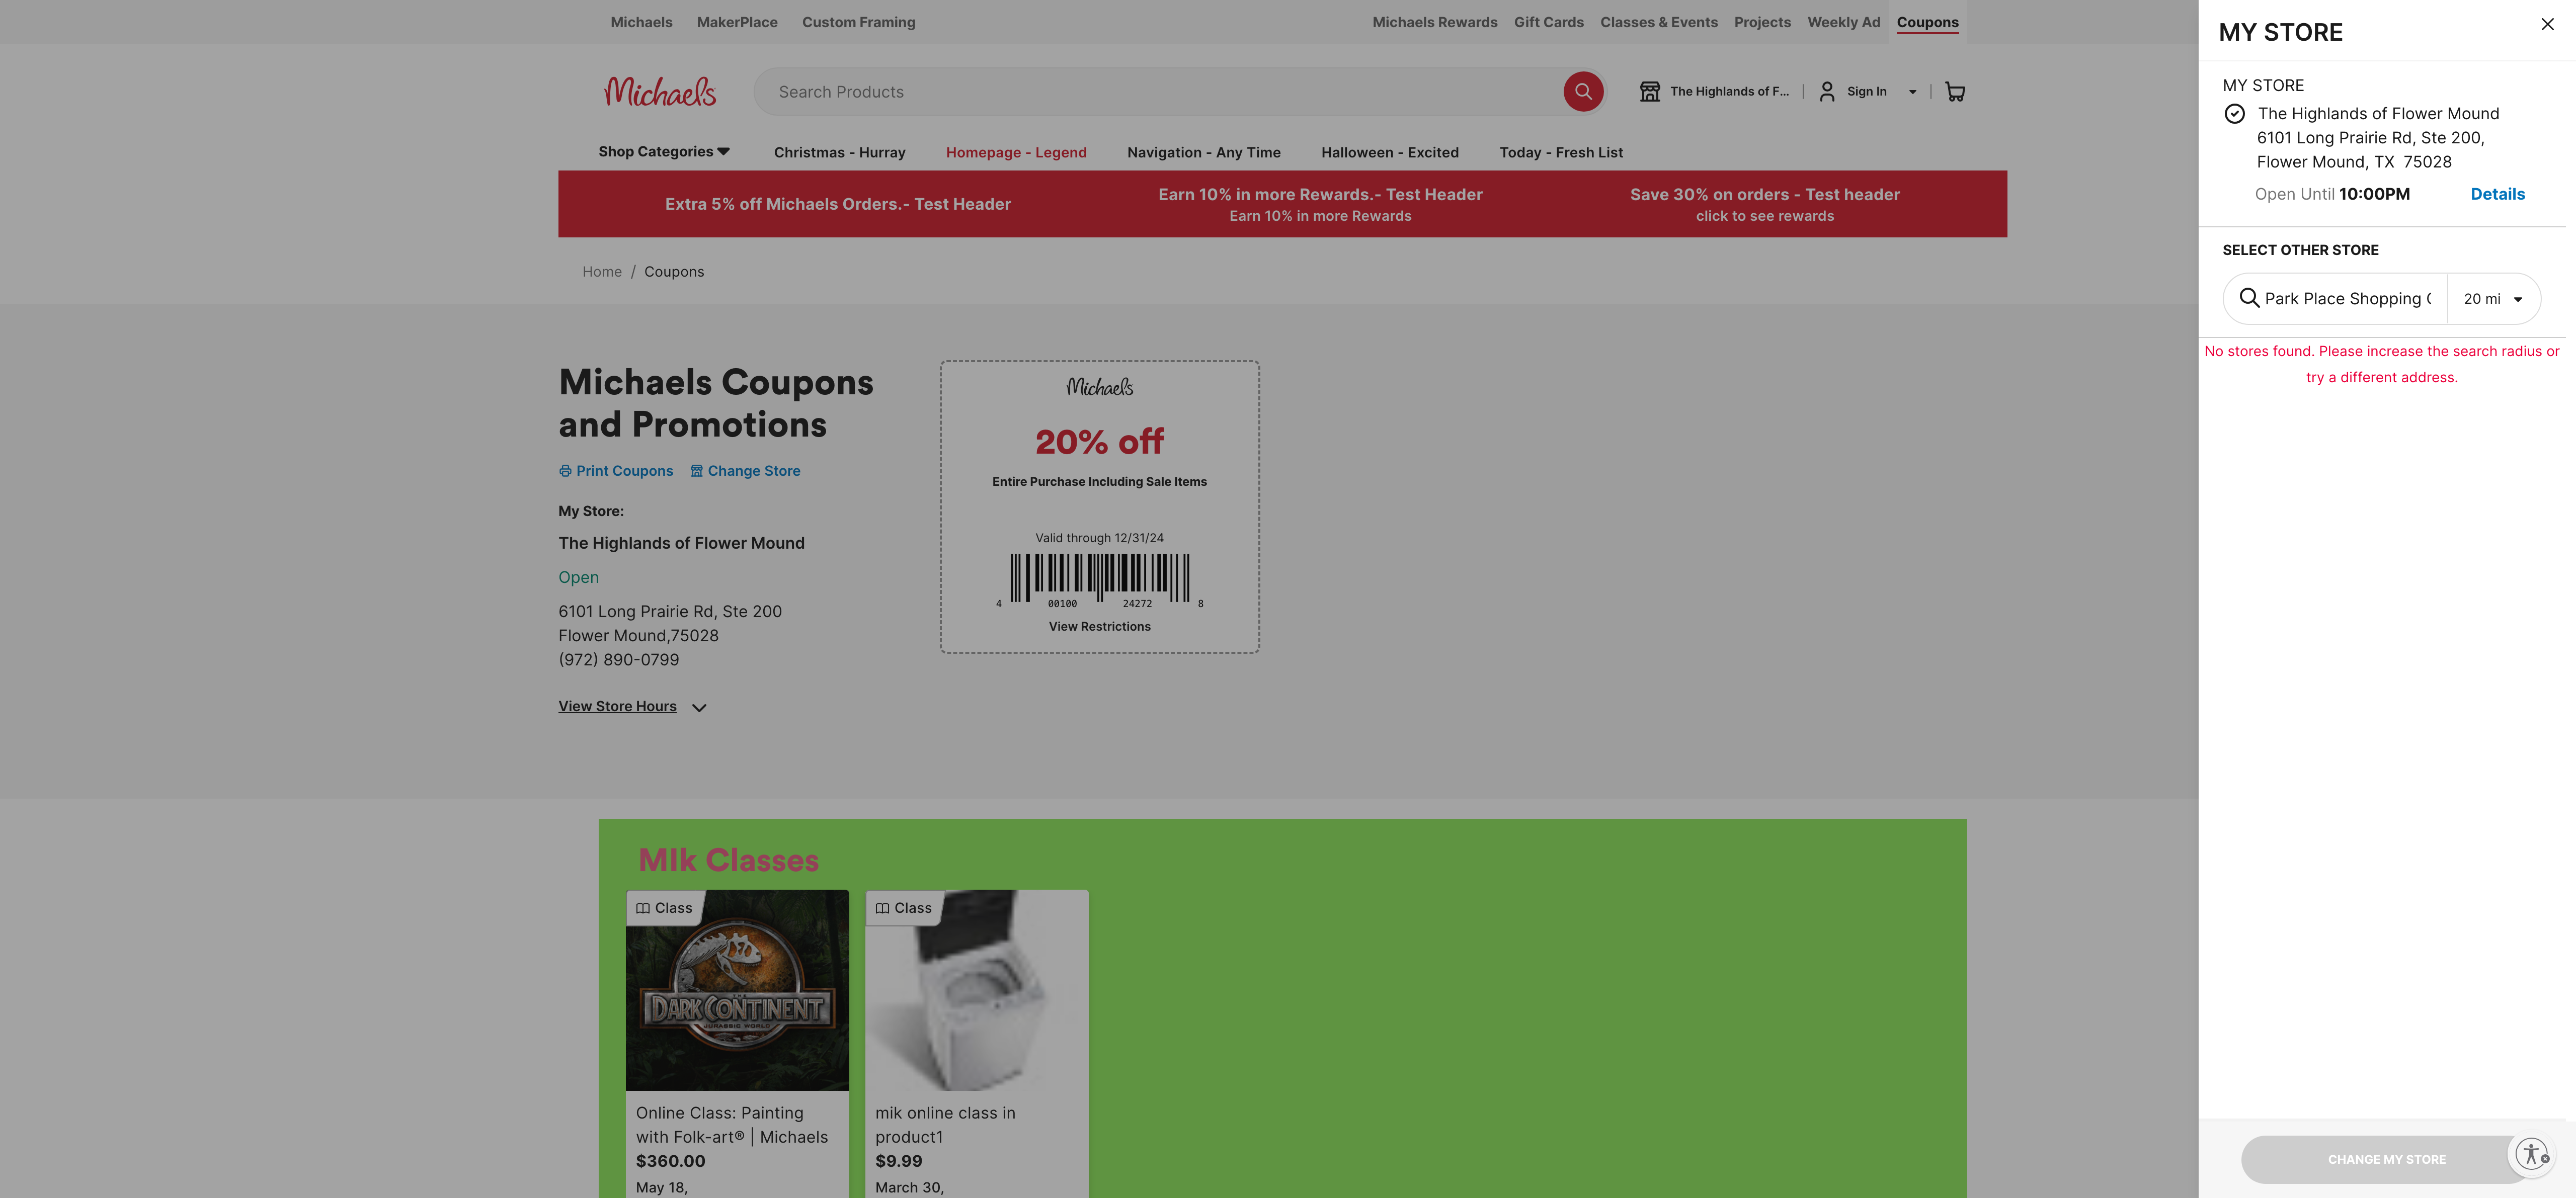 Michaels MakerPlace Custom Framing
Michaels Rewards Gift Cards Classes & Events Projects Weekly Ad Coupons
Michaels
Search Products
The Highlands of F...
Sign In
Shop Categories
Christmas - Hurray
Homepage - Legend
Navigation - Any Time
Halloween - Excited
Today - Fresh List
Extra 5% off Michaels Orders.- Test Header
Earn 10% in more Rewards.- Test Header
Earn 10% in more Rewards
Save 30% on orders - Test header
click to see rewards
Home / Coupons
Michaels Coupons
and Promotions
Print Coupons
Change Store
My Store:
The Highlands of Flower Mound
Open
6101 Long Prairie Rd, Ste 200
Flower Mound,75028
(972) 890-0799
View Store Hours
Michaels
20% off
Entire Purchase Including Sale Items
Valid through 12/31/24
4 00100 24272 8
View Restrictions
MIk Classes
Class
DARK CONTINENT
JURASSIC WORLD
Online Class: Painting
with Folk-art® | Michaels
$360.00
May 18,
Class
mik online class in
product1
$9.99
March 30,
MY STORE
MY STORE
The Highlands of Flower Mound
6101 Long Prairie Rd, Ste 200,
Flower Mound, TX 75028
Open Until 10:00PM
Details
SELECT OTHER STORE
Park Place Shopping
20 mi
No stores found. Please increase the search radius or
try a different address.
CHANGE MY STORE